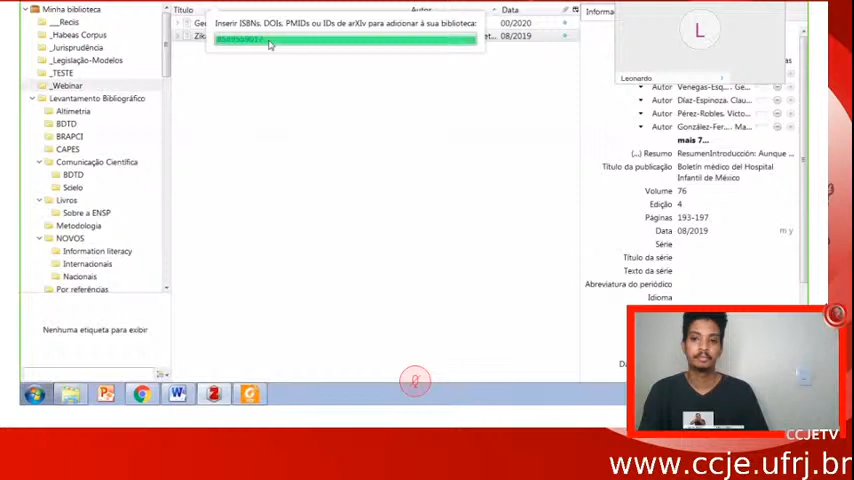 Minha biblioteca
__Recis
_Habeas Corpus
_Jurisprudência
_Legislação-Modelos
_TESTE
_Webinar
Levantamento Bibliográfico
Altimetria
BDTD
BRAPCI
CAPES
Comunicação Científica
BDTD
Scielo
Livros
Sobre a ENSP
Metodologia
NOVOS
Information literacy
Internacionais
Nacionais
Por referências
Nenhuma etiqueta para exibir
Título Autor Data
Inserir ISBNs, DOIs, PMIDs ou IDs de arXIv para adicionar à sua biblioteca:
00/2020
08/2019
Informa
L
Leonardo
Autor Venegas-Esq... Ge...
Autor Díaz-Espinoza, Clau...
Autor Pérez-Robles, Victo...
Autor González-Fer... Ma...
mais 7...
(...) Resumo ResumenIntroducción: Aunque ...
Título da publicação Boletín médico del Hospital
Infantil de México
Volume 76
Edição 4
Páginas 193-197
Data 08/2019 m y
Série
Título da série
Texto da série
Abreviatura do periódico
Idioma
CCJETV
www.ccje.ufrj.br